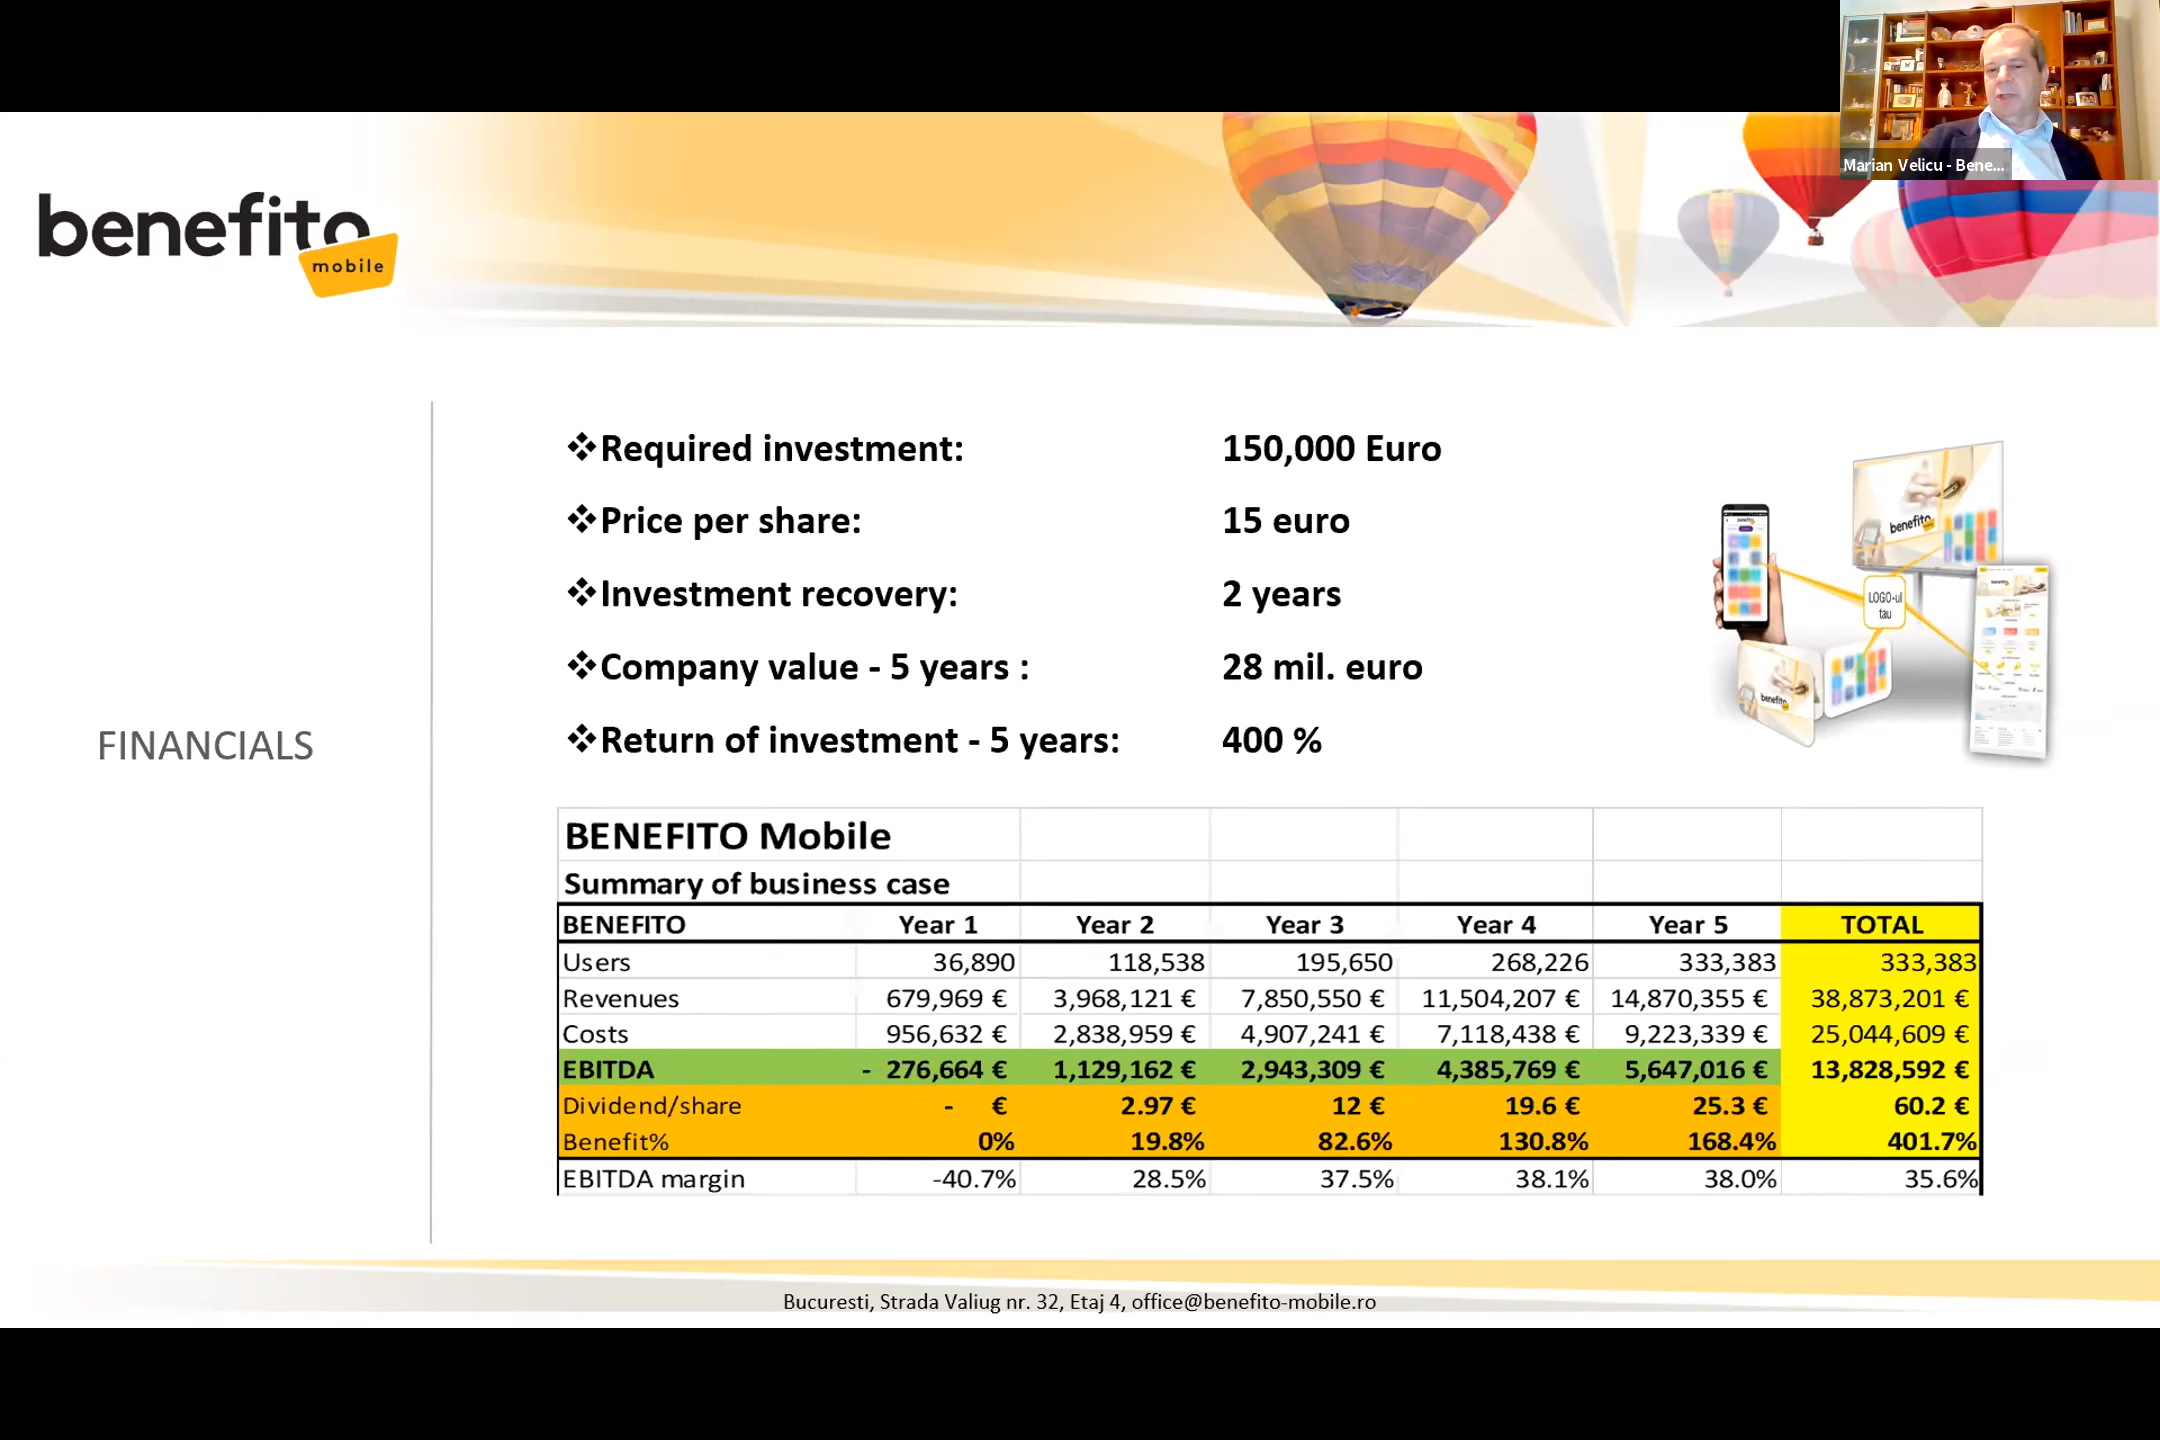 Marian Velicu - Bene...
benefito
mobile
FINANCIALS
❖Required investment: 150,000 Euro
❖Price per share: 15 euro
❖Investment recovery: 2 years
❖Company value - 5 years : 28 mil. euro
❖Return of investment - 5 years: 400 %
benefito
LOGO-ul
tau
benefito
BENEFITO Mobile
Summary of business case
BENEFITO Year 1 Year 2 Year 3 Year 4 Year 5 TOTAL
Users 36,890 118,538 195,650 268,226 333,383 333,383
Revenues 679,969 € 3,968,121 € 7,850,550 € 11,504,207 € 14,870,355 € 38,873,201 €
Costs 956,632 € 2,838,959 € 4,907,241 € 7,118,438 € 9,223,339 € 25,044,609 €
EBITDA - 276,664 € 1,129,162 € 2,943,309 € 4,385,769 € 5,647,016 € 13,828,592 €
Dividend/share - € 2.97 € 12 € 19.6 € 25.3 € 60.2 €
Benefit% 0% 19.8% 82.6% 130.8% 168.4% 401.7%
EBITDA margin -40.7% 28.5% 37.5% 38.1% 38.0% 35.6%
Bucuresti, Strada Valiug nr. 32, Etaj 4, office@benefito-mobile.ro